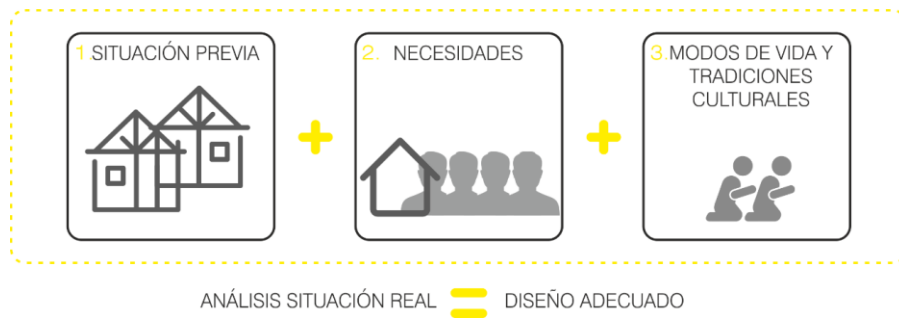 1.SITUACIÓN PREVIA
2. NECESIDADES
3.MODOS DE VIDA Y
TRADICIONES
CULTURALES
ANÁLISIS SITUACIÓN REAL = DISEÑO ADECUADO